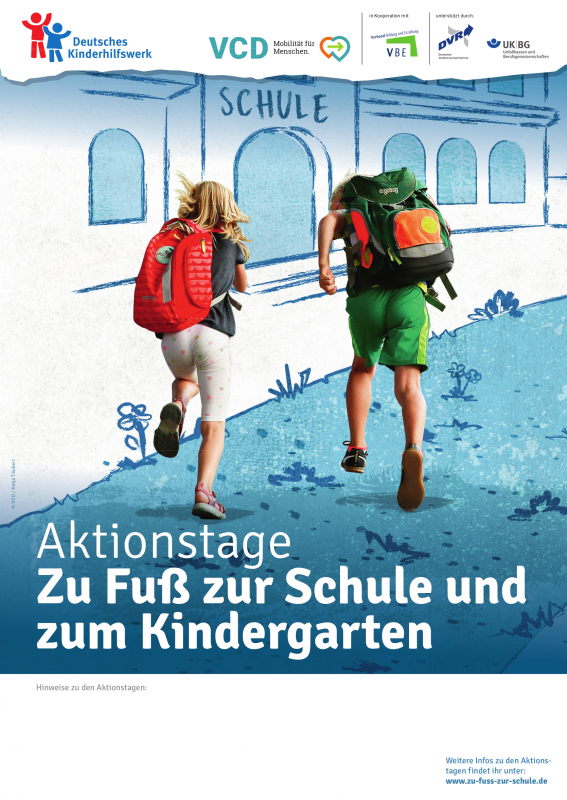 Deutsches
Kinderhilfswerk
VCD
Mobilität für
Menschen.
in Kooperation mit
Verband Bildung und Erziehung
VBE
unterstützt durch:
DVR
Deutscher
Verkehrssicherheitsrat
UK|BG
Unfallkassen und
Berufsgenossenschaften
SCHULE
ergobag
Aktionstage
Zu Fuß zur Schule und
zum Kindergarten
Hinweise zu den Aktionstagen:
Weitere Infos zu den Aktions-
tagen findet ihr unter:
www.zu-fuss-zur-schule.de